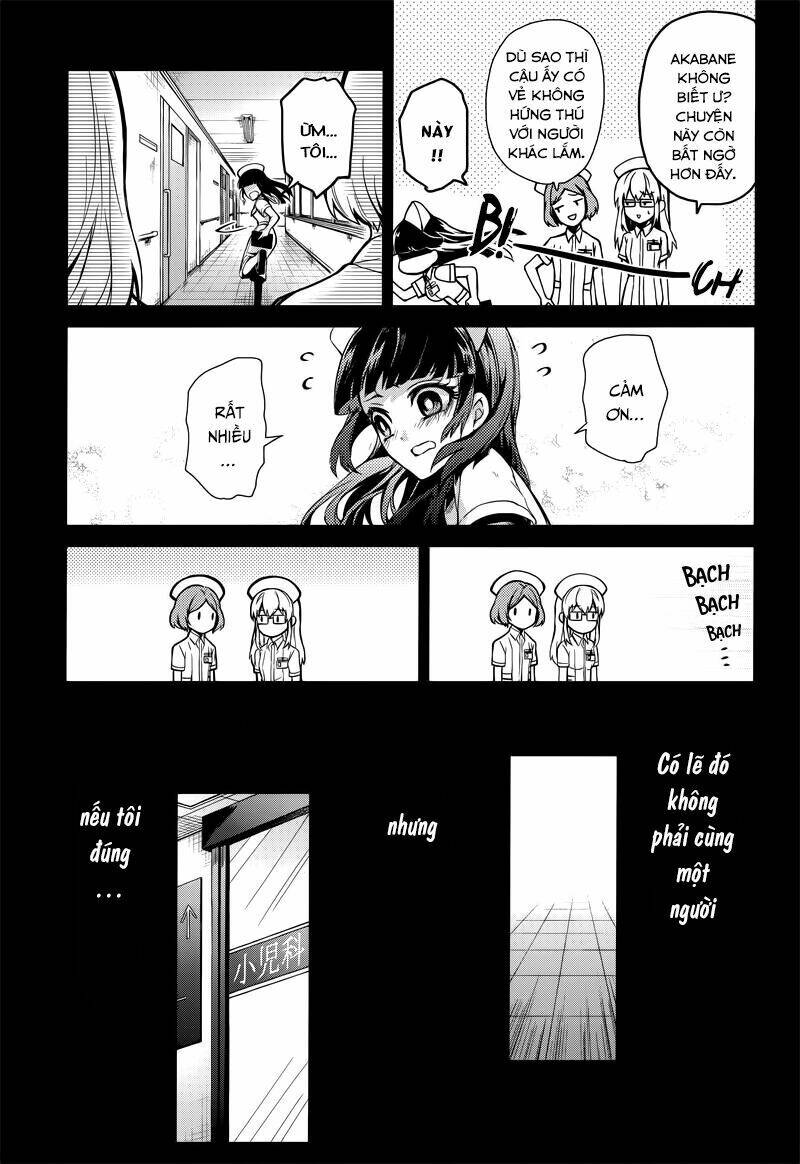 AKABANE
KHÔNG
BIẾT Ư?
CHUYỆN
NÀY CÒN
BẤT NGỜ
HƠN ĐẤY.
DÙ SAO THÌ
CẬU ẤY CÓ
VẺ KHÔNG
HỨNG THÚ
VỚI NGƯỜI
KHÁC LẮM.
NÀY
!!
BỊ
CH
ỪM...
TÔI...
CẢM
ƠN...
RẤT
NHIỀU
...
BẠCH
BẠCH
BẠCH
Có lẽ đó
không
phải cùng
một
người
nhưng
nếu tôi
đúng
...
小児科